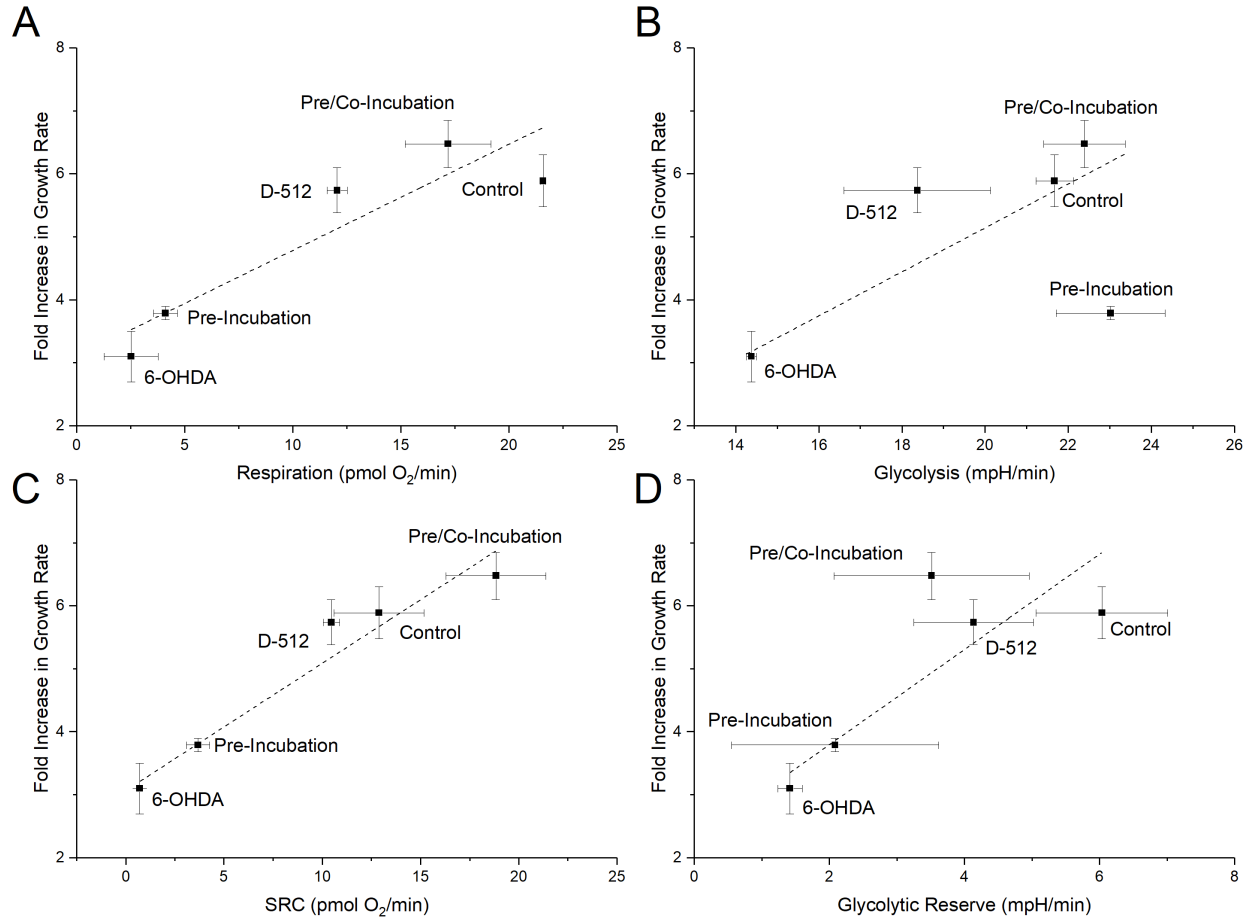 A
Fold Increase in Growth Rate
8
6
4
2
Pre/Co-Incubation
D-512
Control
Pre-Incubation
6-OHDA
0 5 10 15 20 25
Respiration (pmol O₂/min)
B
Fold Increase in Growth Rate
8
6
4
2
Pre/Co-Incubation
Control
D-512
Pre-Incubation
6-OHDA
14 16 18 20 22 24 26
Glycolysis (mpH/min)
C
Fold Increase in Growth Rate
8
6
4
2
Pre/Co-Incubation
D-512
Control
Pre-Incubation
6-OHDA
0 5 10 15 20 25
SRC (pmol O₂/min)
D
Fold Increase in Growth Rate
8
6
4
2
Pre/Co-Incubation
Control
D-512
Pre-Incubation
6-OHDA
0 2 4 6 8
Glycolytic Reserve (mpH/min)